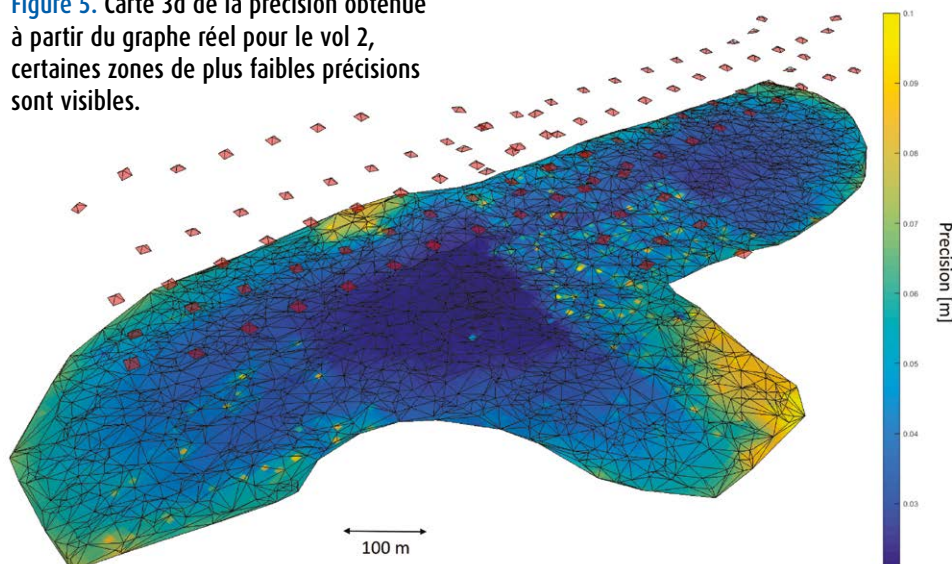 Figure 5. Carte 3d de la précision obtenue
à partir du graphe réel pour le vol 2,
certaines zones de plus faibles précisions
sont visibles.
0.1
0.09
0.08
0.07
0.06
0.05
0.04
0.03
Precision [m]
100 m